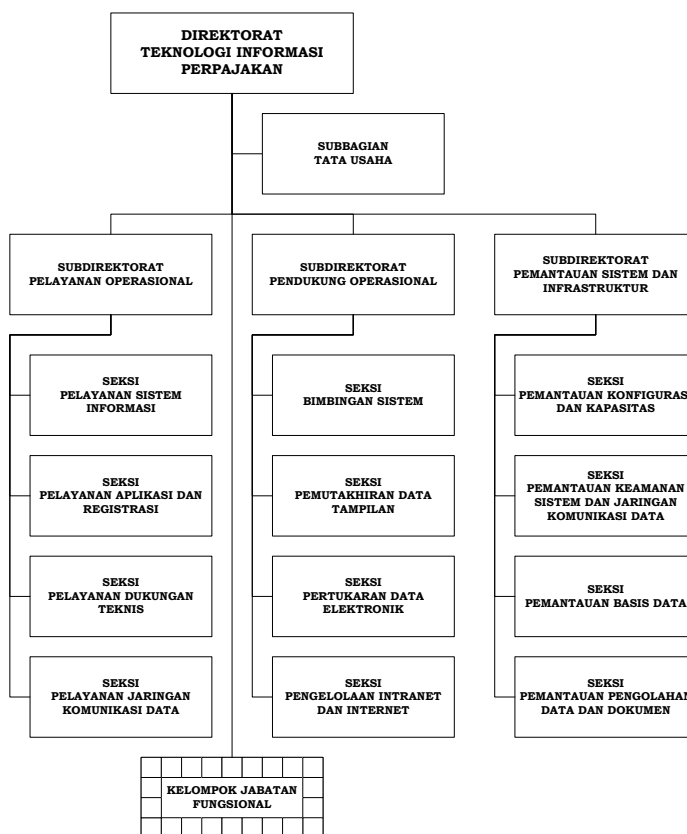 DIREKTORAT
TEKNOLOGI INFORMASI
PERPAJAKAN
SUBBAGIAN
TATA USAHA
SUBDIREKTORAT
PELAYANAN OPERASIONAL
SUBDIREKTORAT
PENDUKUNG OPERASIONAL
SUBDIREKTORAT
PEMANTAUAN SISTEM DAN
INFRASTRUKTUR
SEKSI
PELAYANAN SISTEM
INFORMASI
SEKSI
BIMBINGAN SISTEM
SEKSI
PEMANTAUAN KONFIGURAS
DAN KAPASITAS
SEKSI
PELAYANAN APLIKASI DAN
REGISTRASI
SEKSI
PEMUTAKHIRAN DATA
TAMPILAN
SEKSI
PEMANTAUAN KEAMANAN
SISTEM DAN JARINGAN
KOMUNIKASI DATA
SEKSI
PELAYANAN DUKUNGAN
TEKNIS
SEKSI
PERTUKARAN DATA
ELEKTRONIK
SEKSI
PEMANTAUAN BASIS DATA
SEKSI
PELAYANAN JARINGAN
KOMUNIKASI DATA
SEKSI
PENGELOLAAN INTRANET
DAN INTERNET
SEKSI
PEMANTAUAN PENGOLAHAN
DATA DAN DOKUMEN
KELOMPOK JABATAN
FUNGSIONAL